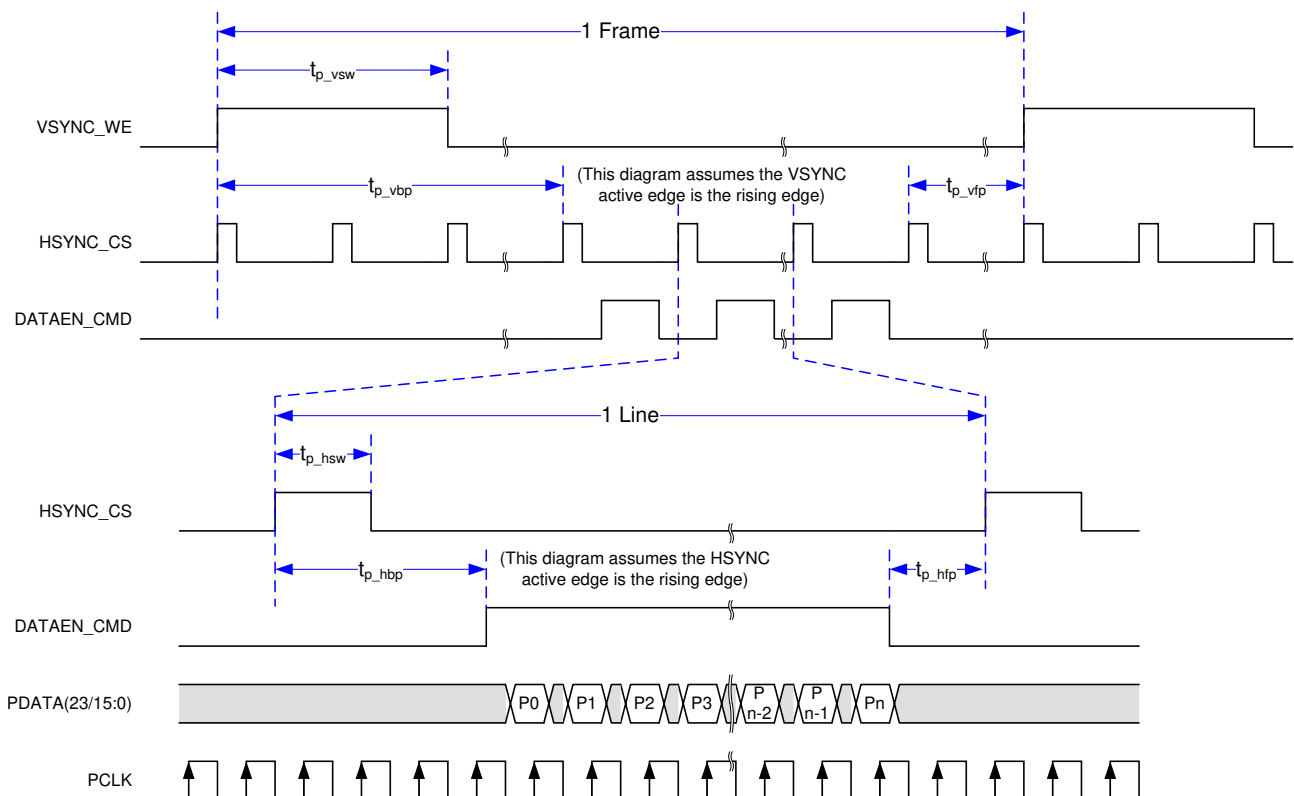 1 Frame
tp_vsw
VSYNC_WE
tp_vbp
(This diagram assumes the VSYNC
active edge is the rising edge)
tp_vfp
HSYNC_CS
DATAEN_CMD
1 Line
tp_hsw
HSYNC_CS
tp_hbp
(This diagram assumes the HSYNC
active edge is the rising edge)
tp_hfp
DATAEN_CMD
PDATA(23/15:0)
P0
P1
P2
P3
P
n-2
P
n-1
Pn
PCLK